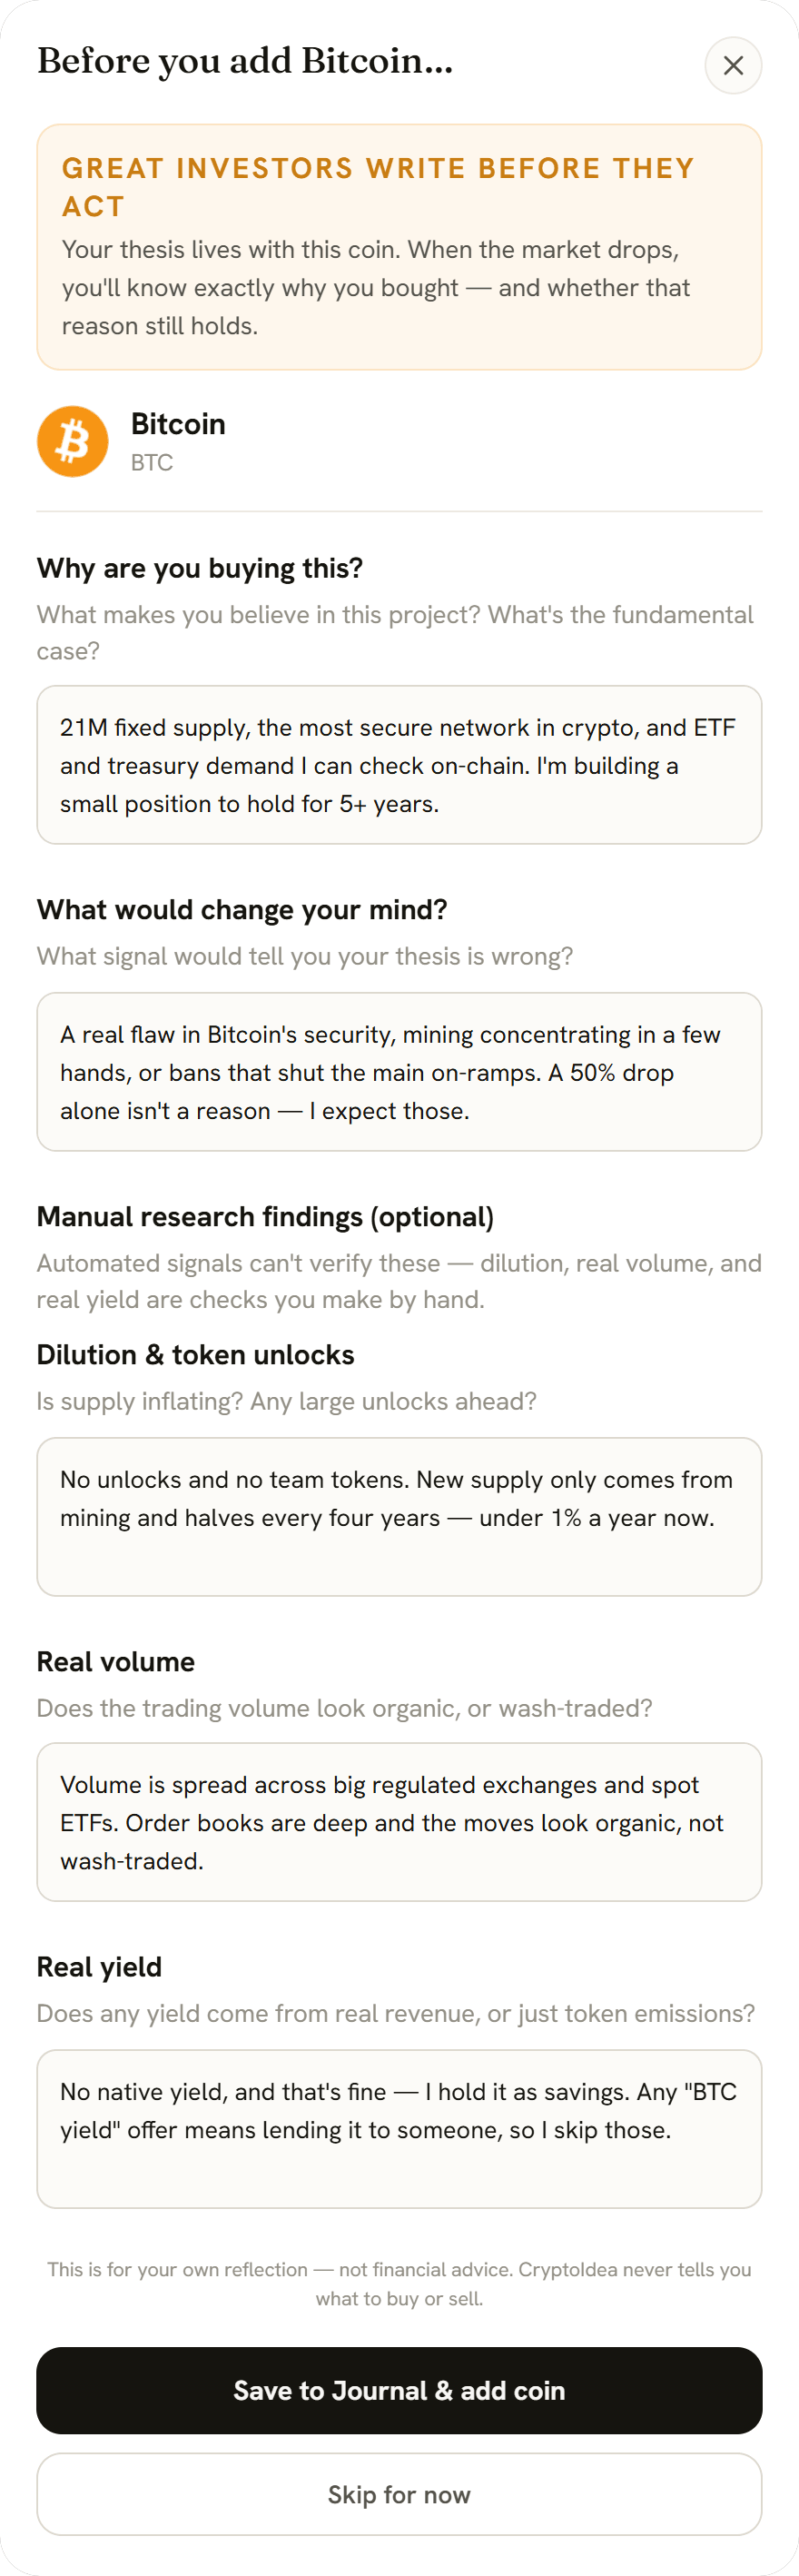 Before you add Bitcoin...
GREAT INVESTORS WRITE BEFORE THEY
ACT
Your thesis lives with this coin. When the market drops,
you'll know exactly why you bought — and whether that
reason still holds.
Bitcoin
BTC
Why are you buying this?
What makes you believe in this project? What's the fundamental
case?
21M fixed supply, the most secure network in crypto, and ETF
and treasury demand I can check on-chain. I'm building a
small position to hold for 5+ years.
What would change your mind?
What signal would tell you your thesis is wrong?
A real flaw in Bitcoin's security, mining concentrating in a few
hands, or bans that shut the main on-ramps. A 50% drop
alone isn't a reason — I expect those.
Manual research findings (optional)
Automated signals can't verify these — dilution, real volume, and
real yield are checks you make by hand.
Dilution & token unlocks
Is supply inflating? Any large unlocks ahead?
No unlocks and no team tokens. New supply only comes from
mining and halves every four years — under 1% a year now.
Real volume
Does the trading volume look organic, or wash-traded?
Volume is spread across big regulated exchanges and spot
ETFs. Order books are deep and the moves look organic, not
wash-traded.
Real yield
Does any yield come from real revenue, or just token emissions?
No native yield, and that's fine — I hold it as savings. Any "BTC
yield" offer means lending it to someone, so I skip those.
This is for your own reflection — not financial advice. CryptoIdea never tells you
what to buy or sell.
Save to Journal & add coin
Skip for now